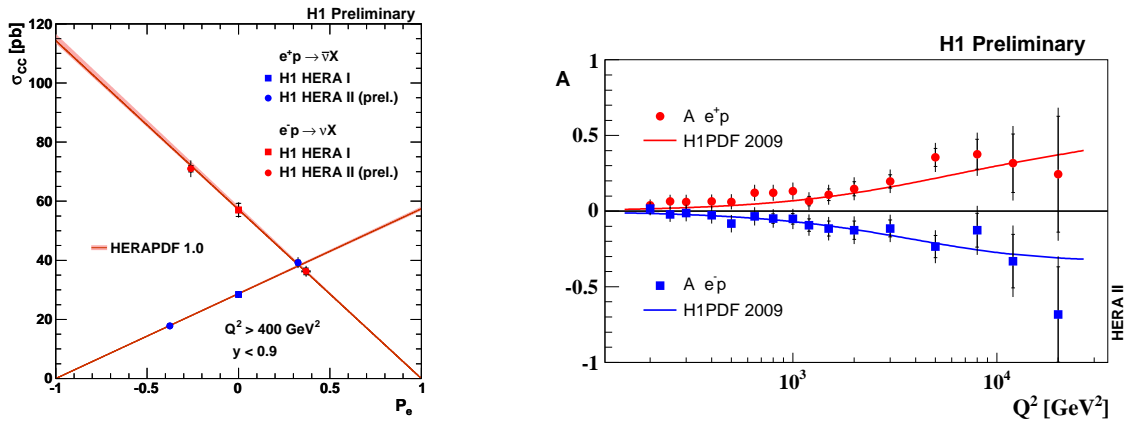 H1 Preliminary
σCC [pb]
120
100
80
60
40
20
0
-1
-0.5
0
0.5
1
Pe
e⁺p → ν̄X
H1 HERA I
H1 HERA II (prel.)
e⁻p → νX
H1 HERA I
H1 HERA II (prel.)
HERAPDF 1.0
Q² > 400 GeV²
y < 0.9
H1 Preliminary
A
1
0.5
0
-0.5
-1
A e⁺p
H1PDF 2009
A e⁻p
H1PDF 2009
HERA II
10³
10⁴
Q² [GeV²]